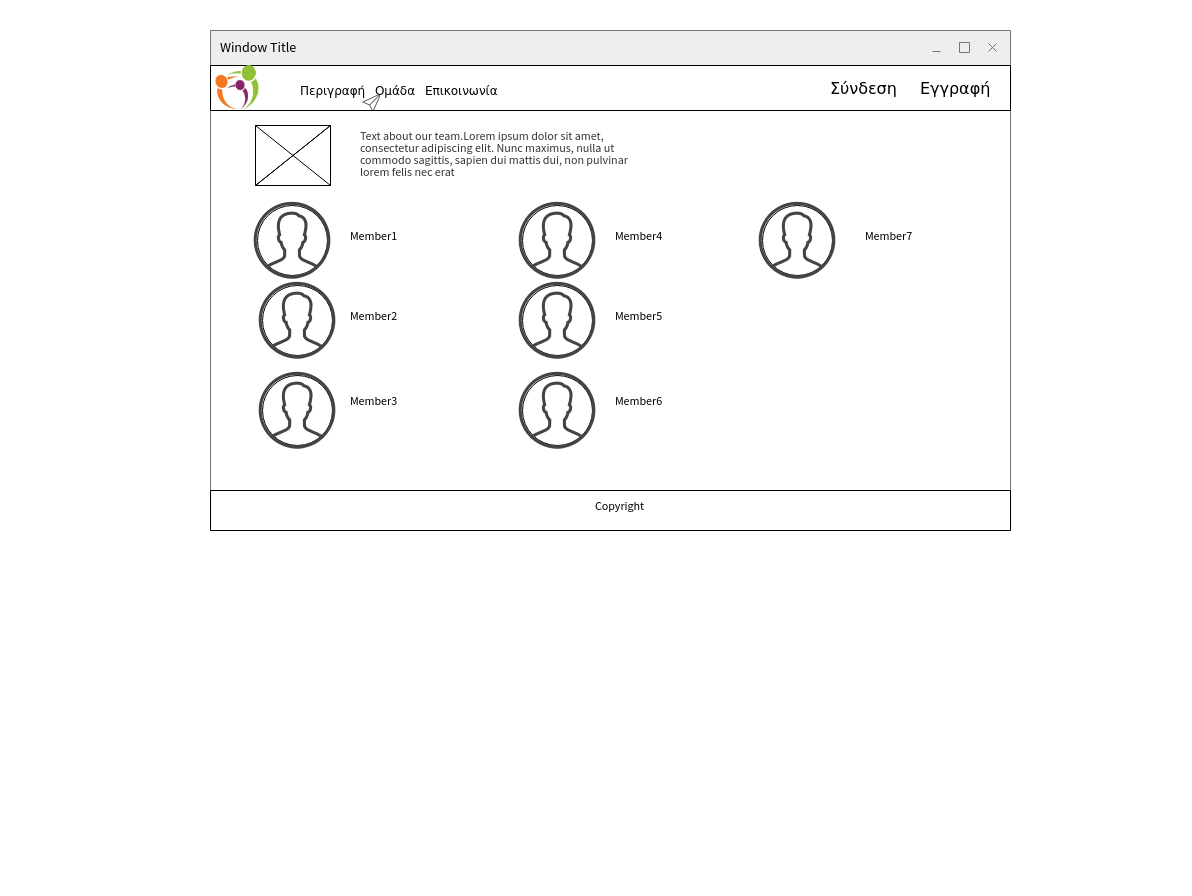 Window Title
Περιγραφή Ομάδα Επικοινωνία Σύνδεση Εγγραφή
Text about our team.Lorem ipsum dolor sit amet,
consectetur adipiscing elit. Nunc maximus, nulla ut
commodo sagittis, sapien dui mattis dui, non pulvinar
lorem felis nec erat
Member1 Member4 Member7
Member2 Member5
Member3 Member6
Copyright